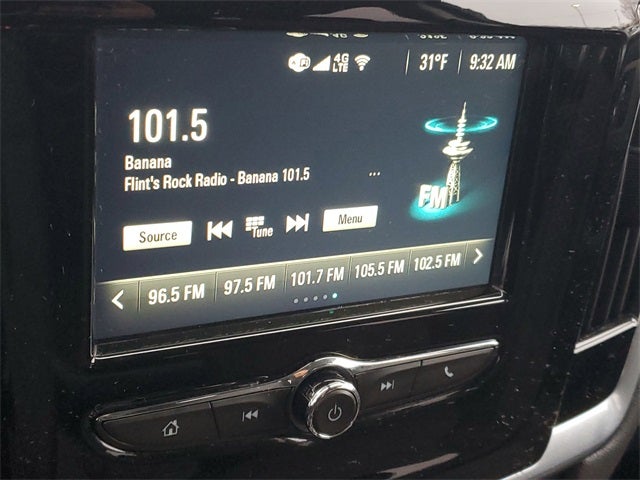 4G
LTE
31°F
9:32 AM
101.5
Banana
Flint's Rock Radio - Banana 101.5
...
FM
Source
Tune
Menu
96.5 FM
97.5 FM
101.7 FM
105.5 FM
102.5 FM